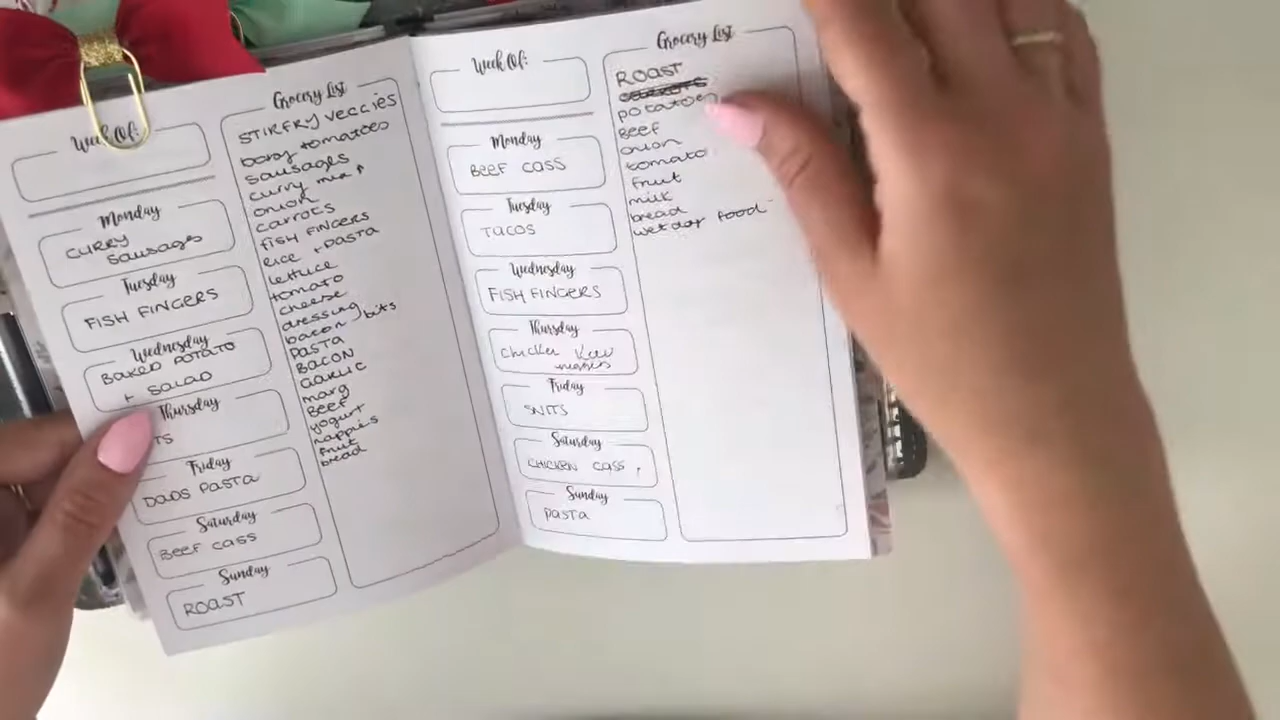 Week Of:
Monday
CURRY
Sausages
Tuesday
FISH FINGERS
Wednesday
BAKED POTATO
+ SALAD
Thursday
TS
Friday
DADS PASTA
Saturday
BEEF CASS
Sunday
ROAST
Grocery List
STIRFRY VEGGIES
tomatoes
sausages
curry mix
onion
carrots
FISH FINGERS
rice + PASTA
lettuce
tomato
cheese
dressing
bacon bits
PASTA
BACON
GARLIC
marg
Beef
yogurt
nappies
fruit
bread
Week Of:
Monday
BEEF CASS
Tuesday
TACOS
Wednesday
FISH FINGERS
Thursday
Chicken
Friday
SNITS
Saturday
CHICKEN CASS
Sunday
PASTA
Grocery List
ROAST
potatoes
Beef
onion
tomato
fruit
milk
bread
wet dog food